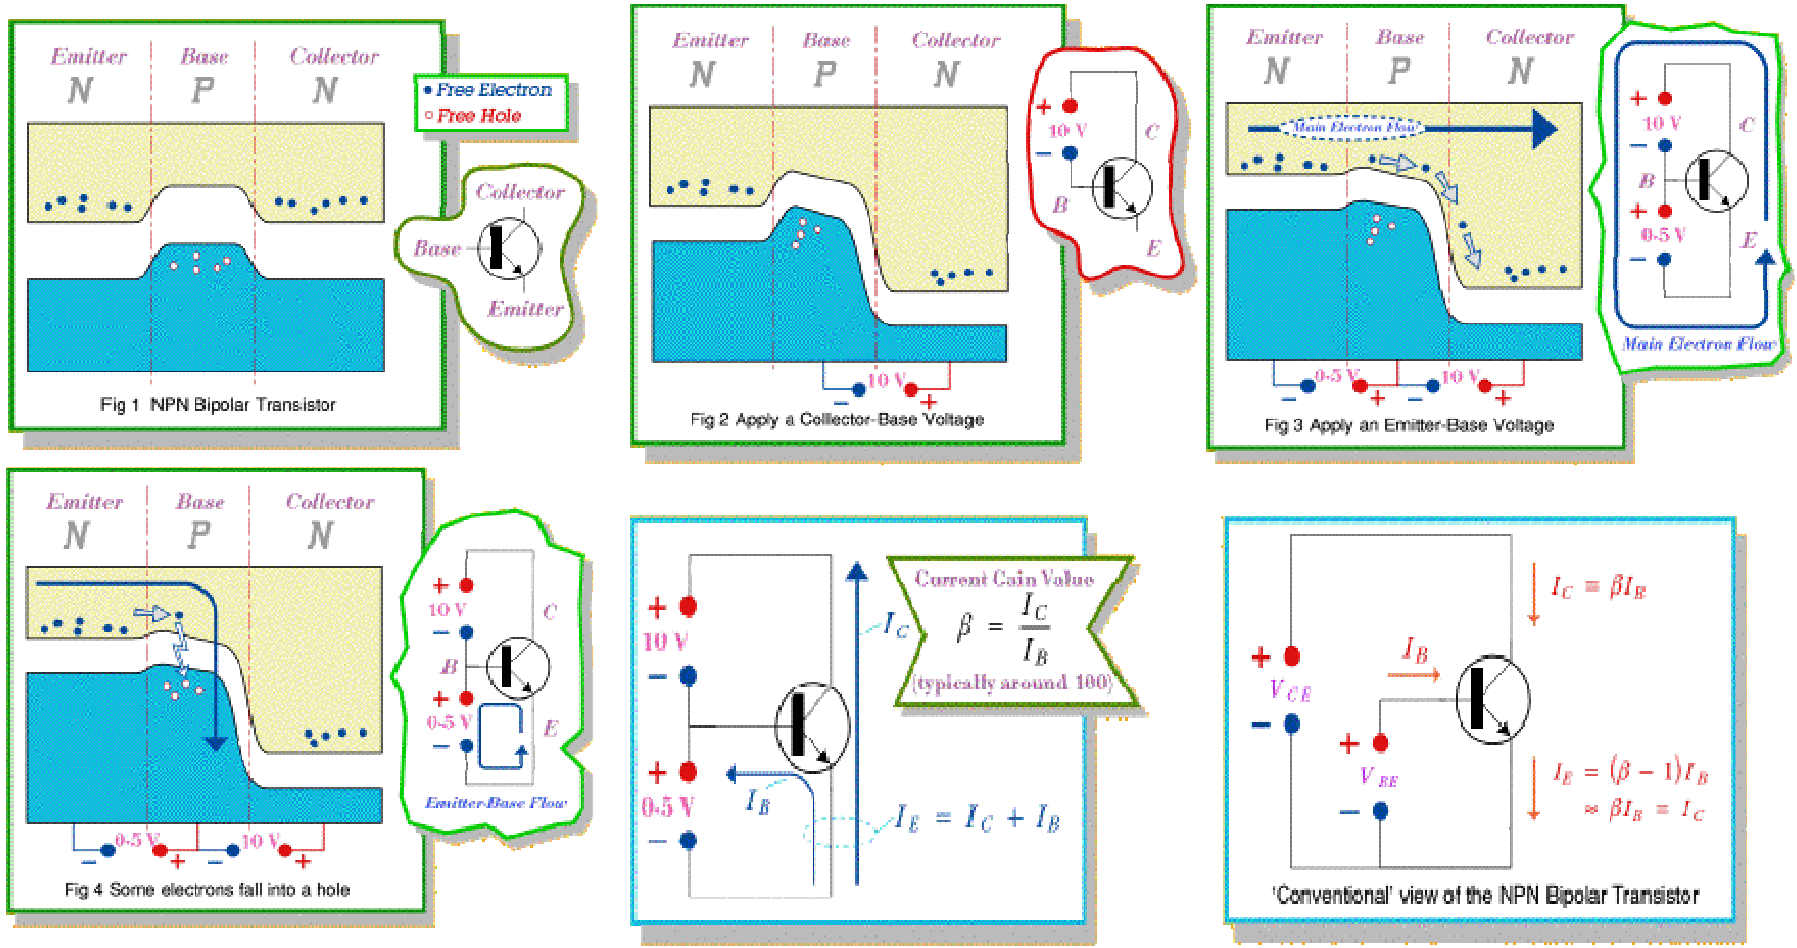 Emitter Base Collector
N P N
Free Electron
Free Hole
Collector
Base
Emitter
Fig 1 NPN Bipolar Transistor
Emitter Base Collector
N P N
+
10 V
−
C
B
E
− 10 V +
Fig 2 Apply a Collector-Base Voltage
Emitter Base Collector
N P N
Main Electron Flow
+
10 V
−
C
B
+
0·5 V
−
E
Main Electron Flow
− 0·5 V + − 10 V +
Fig 3 Apply an Emitter-Base Voltage
Emitter Base Collector
N P N
+
10 V
−
C
B
+
0·5 V
−
E
Emitter-Base Flow
− 0·5 V + − 10 V +
Fig 4 Some electrons fall into a hole
+
10 V
−
+
0·5 V
−
I_C
I_B
I_E = I_C + I_B
Current Gain Value
β = I_C / I_B
(typically around 100)
+
V_CE
−
+
V_BE
−
I_B
I_C = βI_B
I_E = (β − 1)I_B
≈ βI_B = I_C
'Conventional' view of the NPN Bipolar Transistor